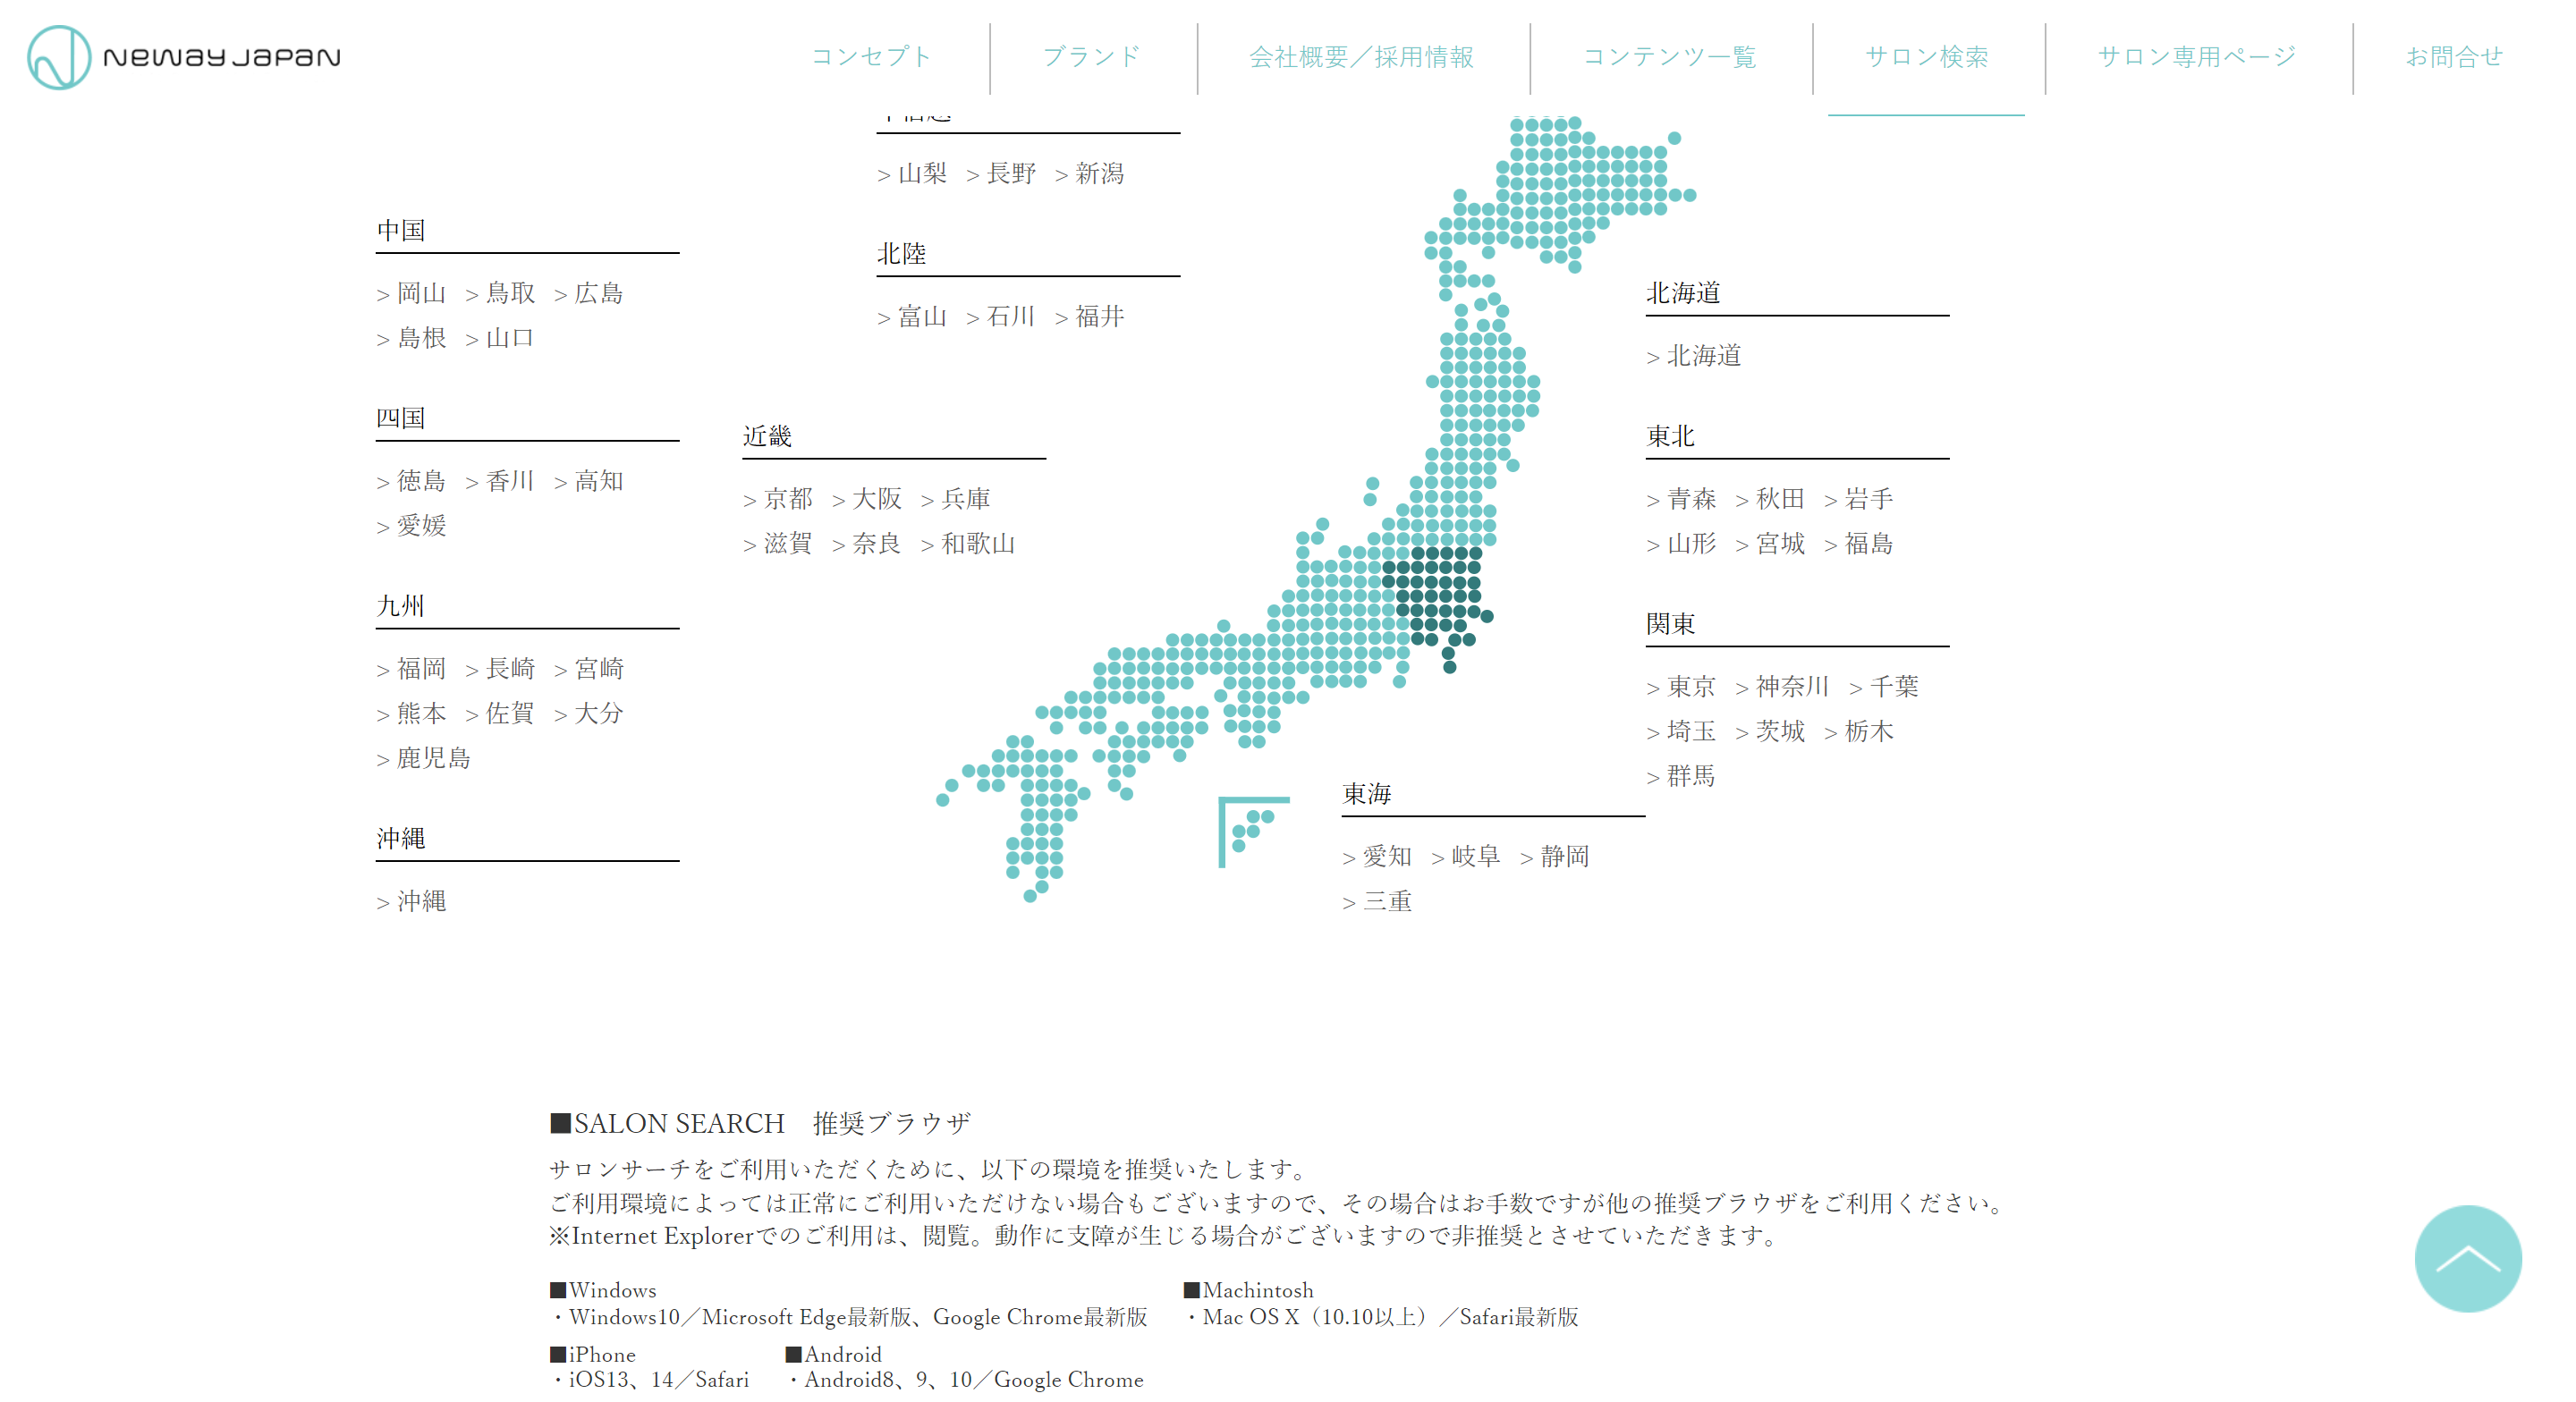 Neway Japan
コンセプト
ブランド
会社概要／採用情報
コンテンツ一覧
サロン検索
サロン専用ページ
お問合せ
> 山梨 > 長野 > 新潟
中国
> 岡山 > 鳥取 > 広島
> 島根 > 山口
北陸
> 富山 > 石川 > 福井
北海道
> 北海道
四国
> 徳島 > 香川 > 高知
> 愛媛
近畿
> 京都 > 大阪 > 兵庫
> 滋賀 > 奈良 > 和歌山
東北
> 青森 > 秋田 > 岩手
> 山形 > 宮城 > 福島
九州
> 福岡 > 長崎 > 宮崎
> 熊本 > 佐賀 > 大分
> 鹿児島
関東
> 東京 > 神奈川 > 千葉
> 埼玉 > 茨城 > 栃木
> 群馬
東海
> 愛知 > 岐阜 > 静岡
> 三重
沖縄
> 沖縄
■SALON SEARCH　推奨ブラウザ
サロンサーチをご利用いただくために、以下の環境を推奨いたします。
ご利用環境によっては正常にご利用いただけない場合もございますので、その場合はお手数ですが他の推奨ブラウザをご利用ください。
※Internet Explorerでのご利用は、閲覧。動作に支障が生じる場合がございますので非推奨とさせていただきます。
■Windows
・Windows10／Microsoft Edge最新版、Google Chrome最新版
■Machintosh
・Mac OS X（10.10以上）／Safari最新版
■iPhone
・iOS13、14／Safari
■Android
・Android8、9、10／Google Chrome